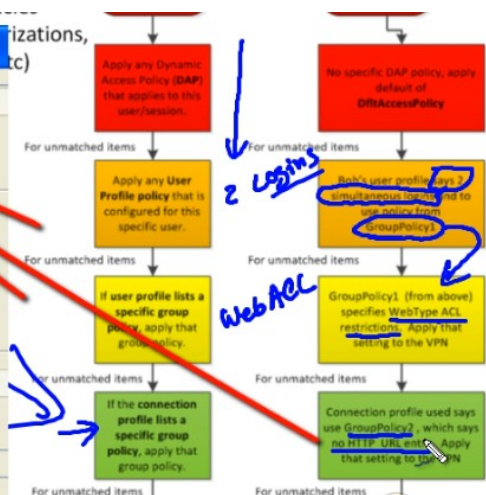 rizations,
tc)
Apply any Dynamic
Access Policy (DAP)
that applies to this
user/session.
No specific DAP policy, apply
default of
DfltAccessPolicy
For unmatched items
For unmatched items
2 Logins
Apply any User
Profile policy that is
configured for this
specific user.
Bob's user profile says 2
simultaneous logins and to
use policy from
GroupPolicy1
For unmatched items
For unmatched items
WebACL
If user profile lists a
specific group
policy, apply that
group policy.
GroupPolicy1 (from above)
specifies WebType ACL
restrictions. Apply that
setting to the VPN
For unmatched items
For unmatched items
If the connection
profile lists a
specific group
policy, apply that
group policy.
Connection profile used says
use GroupPolicy2, which says
no HTTP URL Apply
that setting to the VPN
For unmatched items
For unmatched items